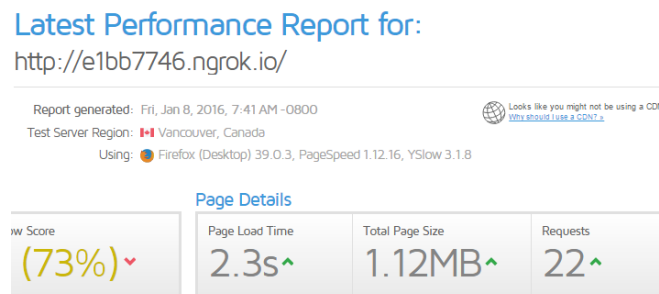 Latest Performance Report for:
http://e1bb7746.ngrok.io/
Report generated: Fri, Jan 8, 2016, 7:41 AM -0800
Looks like you might not be using a CDN
Why should I use a CDN? »
Test Server Region: Vancouver, Canada
Using: Firefox (Desktop) 39.0.3, PageSpeed 1.12.16, YSlow 3.1.8
Page Details
ow Score
(73%)
Page Load Time
2.3s
Total Page Size
1.12MB
Requests
22